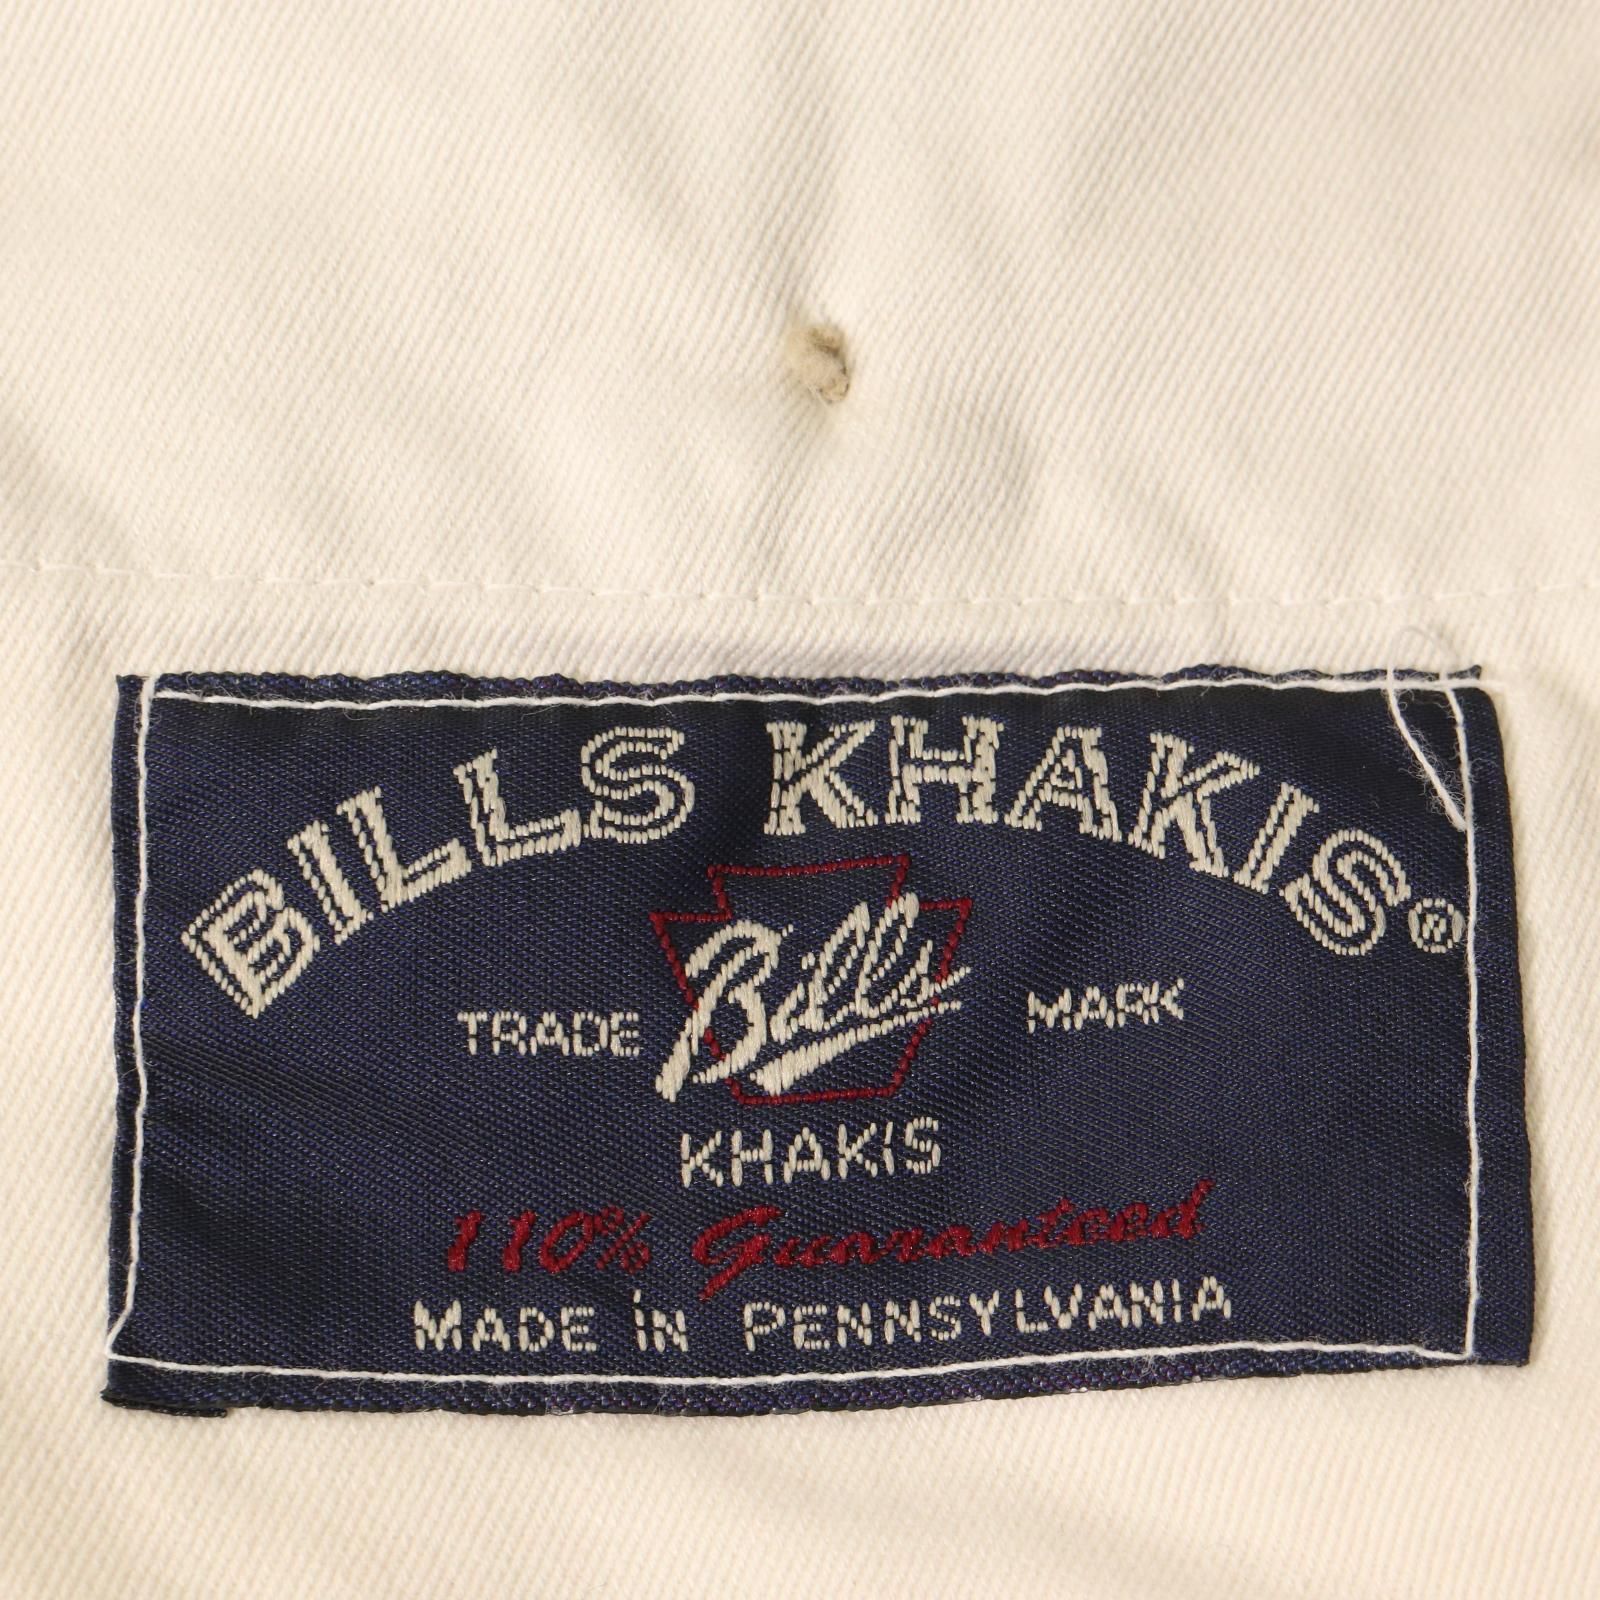 BILLS KHAKIS®
TRADE Bills MARK
KHAKIS
110% Guaranteed
MADE iN PENNSYLVANIA